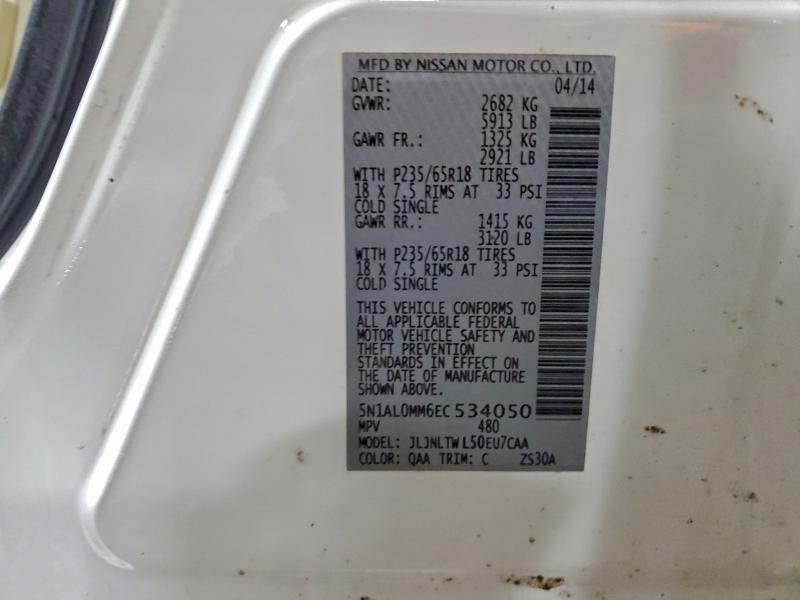 MFD BY NISSAN MOTOR CO., LTD.
DATE: 04/14
GVWR: 2682 KG
5913 LB
GAWR FR.: 1325 KG
2921 LB
WITH P235/65R18 TIRES
18 X 7.5 RIMS AT 33 PSI
COLD SINGLE
GAWR RR.: 1415 KG
3120 LB
WITH P235/65R18 TIRES
18 X 7.5 RIMS AT 33 PSI
COLD SINGLE
THIS VEHICLE CONFORMS TO
ALL APPLICABLE FEDERAL
MOTOR VEHICLE SAFETY AND
THEFT PREVENTION
STANDARDS IN EFFECT ON
THE DATE OF MANUFACTURE
SHOWN ABOVE.
5N1AL0MM6EC534050
MPV 480
MODEL: JLJNLTWL50EU7CAA
COLOR: QAA TRIM: C ZS30A